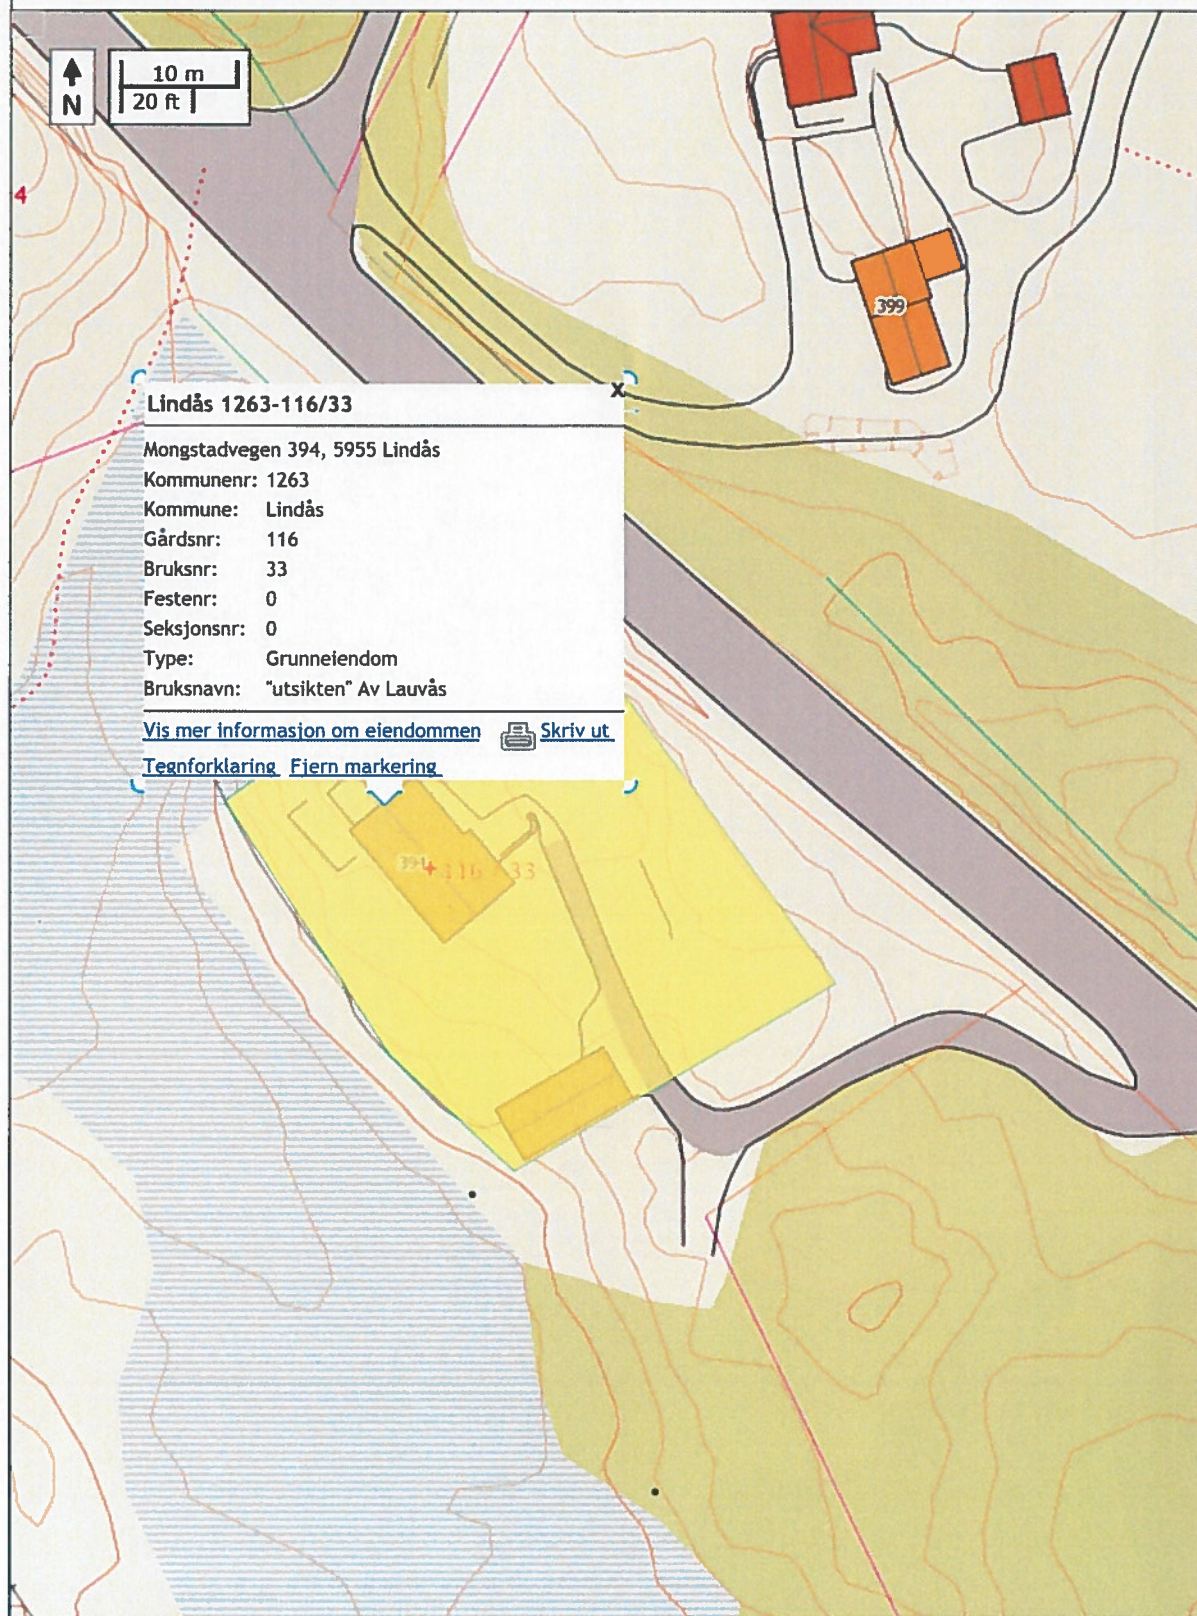 10 m
20 ft
N
4
399
Lindås 1263-116/33
x
Mongstadvegen 394, 5955 Lindås
Kommunenr: 1263
Kommune: Lindås
Gårdsnr: 116
Bruksnr: 33
Festenr: 0
Seksjonsnr: 0
Type: Grunneiendom
Bruksnavn: "utsikten" Av Lauvås
Vis mer informasjon om eiendommen Skriv ut
Tegnforklaring Fjern markering
394 116 / 33